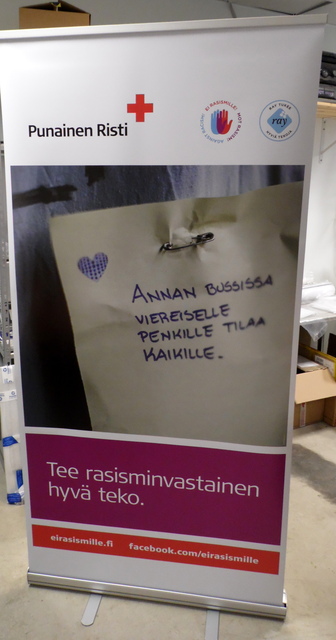 Punainen Risti
EI RASISMILLE!
ray
ANNAN BUSSISSA
VIEREISELLE
PENKILLE TILAA
KAIKILLE.
Tee rasisminvastainen
hyvä teko.
eirasismille.fi facebook.com/eirasismille